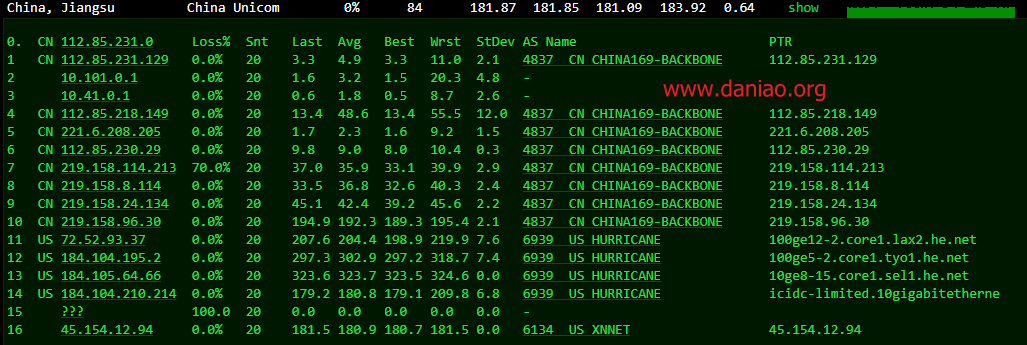 China, Jiangsu China Unicom 0% 84 181.87 181.85 181.09 183.92 0.64 show
0. CN 112.85.231.0 Loss% Snt Last Avg Best Wrst StDev AS Name PTR
1 CN 112.85.231.129 0.0% 20 3.3 4.9 3.3 11.0 2.1 4837 CN CHINA169-BACKBONE 112.85.231.129
2 10.101.0.1 0.0% 20 1.6 3.2 1.5 20.3 4.8 -
3 10.41.0.1 0.0% 20 0.6 1.8 0.5 8.7 2.6 -
www.daniao.org
4 CN 112.85.218.149 0.0% 20 13.4 48.6 13.4 55.5 12.0 4837 CN CHINA169-BACKBONE 112.85.218.149
5 CN 221.6.208.205 0.0% 20 1.7 2.3 1.6 9.2 1.5 4837 CN CHINA169-BACKBONE 221.6.208.205
6 CN 112.85.230.29 0.0% 20 9.8 9.0 8.0 10.4 0.3 4837 CN CHINA169-BACKBONE 112.85.230.29
7 CN 219.158.114.213 70.0% 20 37.0 35.9 33.1 39.9 2.9 4837 CN CHINA169-BACKBONE 219.158.114.213
8 CN 219.158.8.114 0.0% 20 33.5 36.8 32.6 40.3 2.4 4837 CN CHINA169-BACKBONE 219.158.8.114
9 CN 219.158.24.134 0.0% 20 45.1 42.4 39.2 45.6 2.2 4837 CN CHINA169-BACKBONE 219.158.24.134
10 CN 219.158.96.30 0.0% 20 194.9 192.3 189.3 195.4 2.1 4837 CN CHINA169-BACKBONE 219.158.96.30
11 US 72.52.93.37 0.0% 20 207.6 204.4 198.9 219.9 7.6 6939 US HURRICANE 100ge12-2.core1.lax2.he.net
12 US 184.104.195.2 0.0% 20 297.3 302.9 297.2 318.7 7.4 6939 US HURRICANE 100ge5-2.core1.tyo1.he.net
13 US 184.105.64.66 0.0% 20 323.6 323.7 323.5 324.6 0.0 6939 US HURRICANE 10ge8-15.core1.sel1.he.net
14 US 184.104.210.214 0.0% 20 179.2 180.8 179.1 209.8 6.8 6939 US HURRICANE icidc-limited.10gigabitetherne
15 ??? 100.0 20 0.0 0.0 0.0 0.0 0.0 -
16 45.154.12.94 0.0% 20 181.5 180.9 180.7 181.5 0.0 6134 US XNNET 45.154.12.94